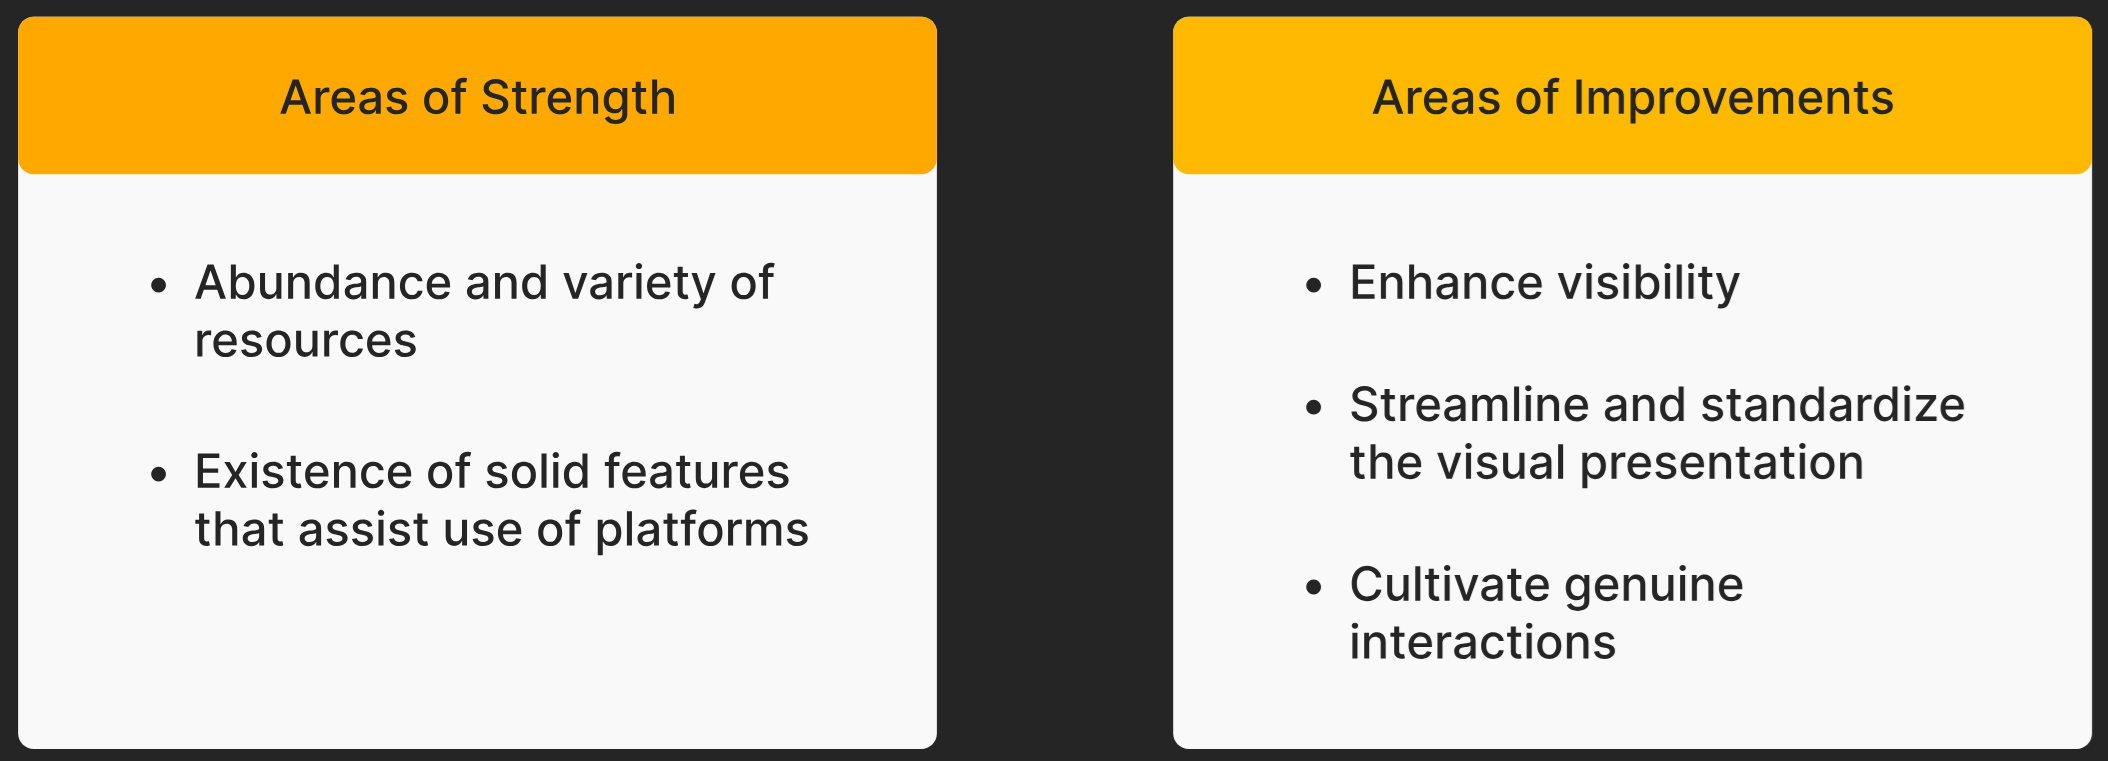 Areas of Strength
• Abundance and variety of
resources
• Existence of solid features
that assist use of platforms
Areas of Improvements
• Enhance visibility
• Streamline and standardize
the visual presentation
• Cultivate genuine
interactions